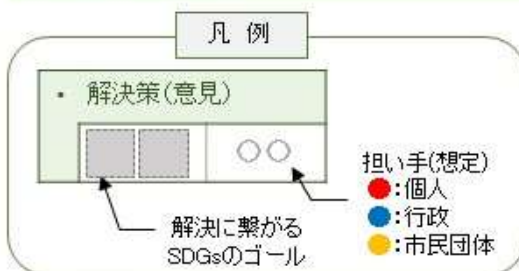 凡 例
・ 解決策(意見)
担い手(想定)
●:個人
●:行政
●:市民団体
解決に繋がる
SDGsのゴール